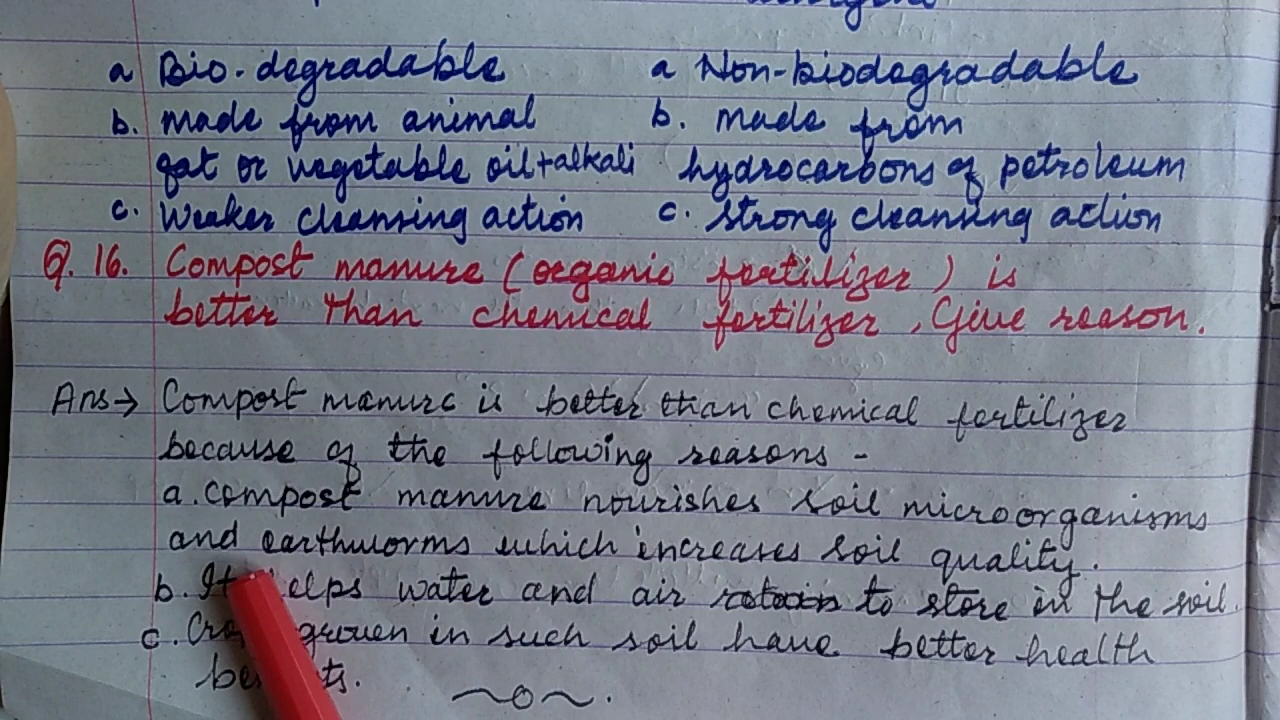 a Bio-degradable a Non-biodegradable
b. made from animal b. made from
fat or vegetable oil+alkali hydrocarbons of petroleum
c. Weaker cleansing action c. strong cleansing action
Q. 16. Compost manure (organic fertilizer) is
better than chemical fertilizer, Give reason.
Ans→ Compost manure is better than chemical fertilizer
because of the following reasons -
a. compost manure nourishes soil microorganisms
and earthworms which increases soil quality.
b. It elps water and air to store in the soil.
c. grown in such soil have better health